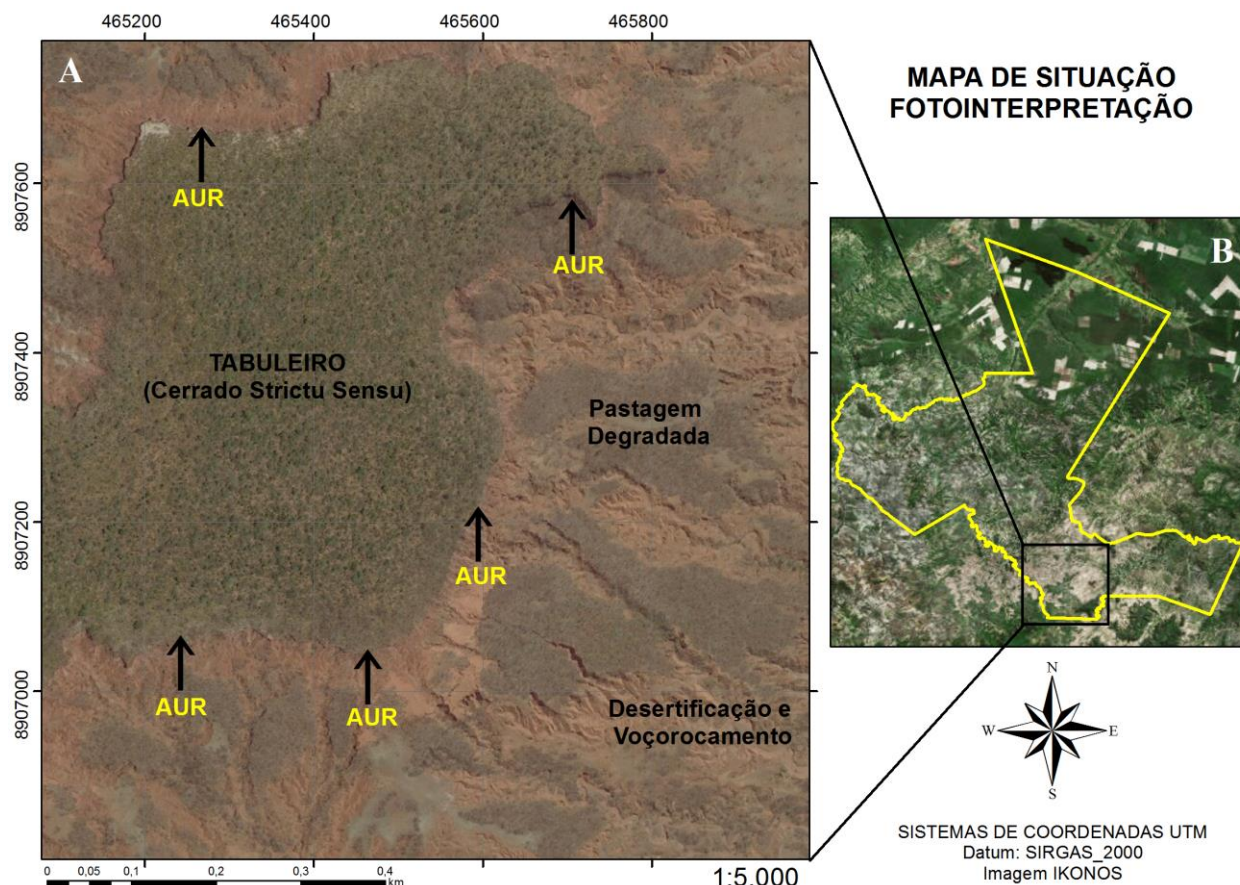 465200 465400 465600 465800
A
MAPA DE SITUAÇÃO
FOTOINTERPRETAÇÃO
8907600
8907400
8907200
8907000
AUR
AUR
TABULEIRO
(Cerrado Strictu Sensu)
Pastagem
Degradada
AUR
AUR
AUR
Desertificação e
Voçorocamento
B
N
W E
S
SISTEMAS DE COORDENADAS UTM
Datum: SIRGAS_2000
Imagem IKONOS
0 0,05 0,1 0,2 0,3 0,4
km
1:5.000